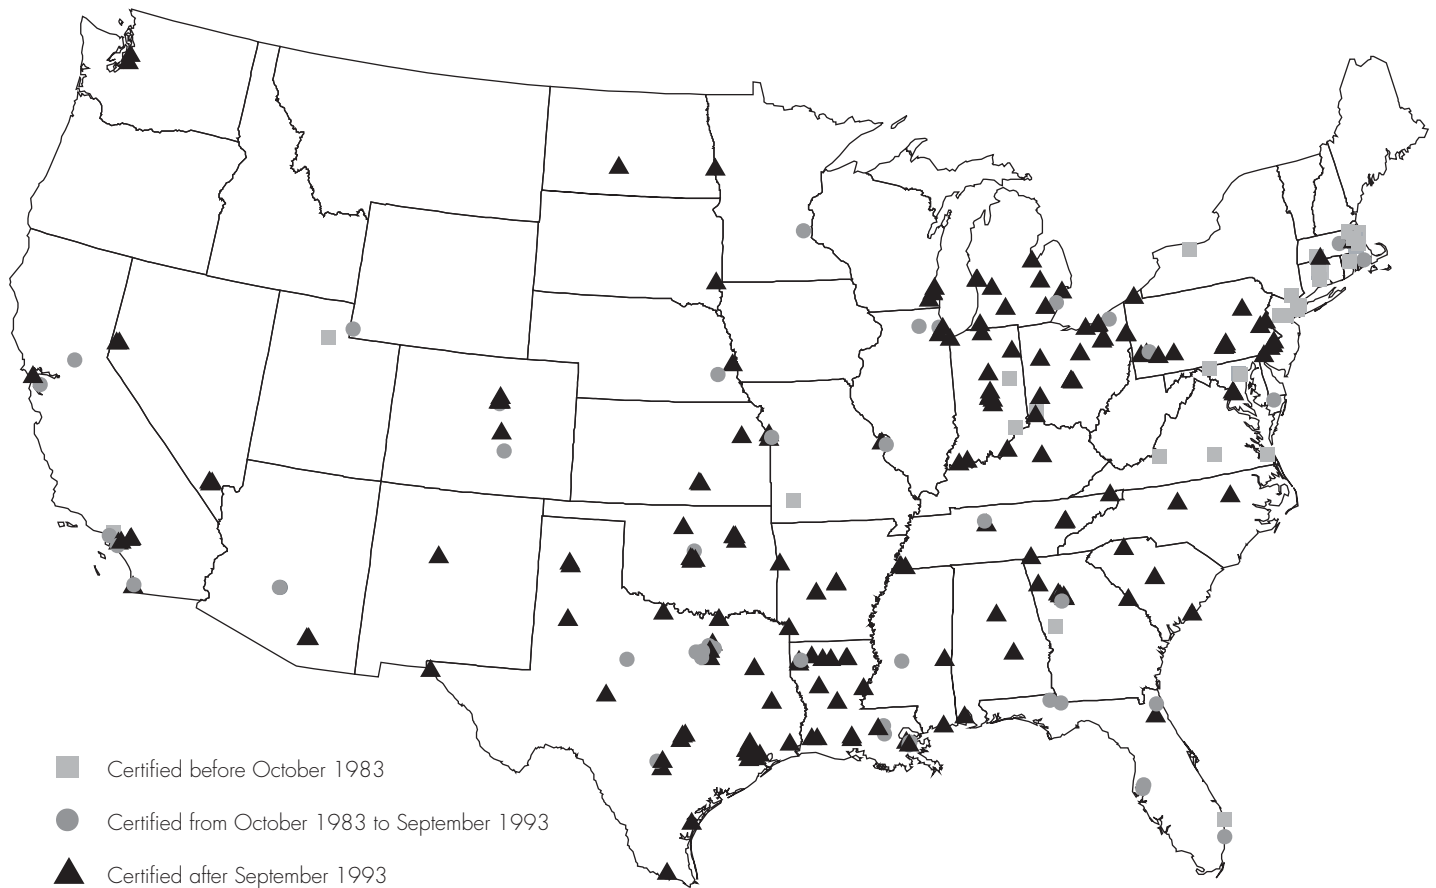 Certified before October 1983
Certified from October 1983 to September 1993
Certified after September 1993